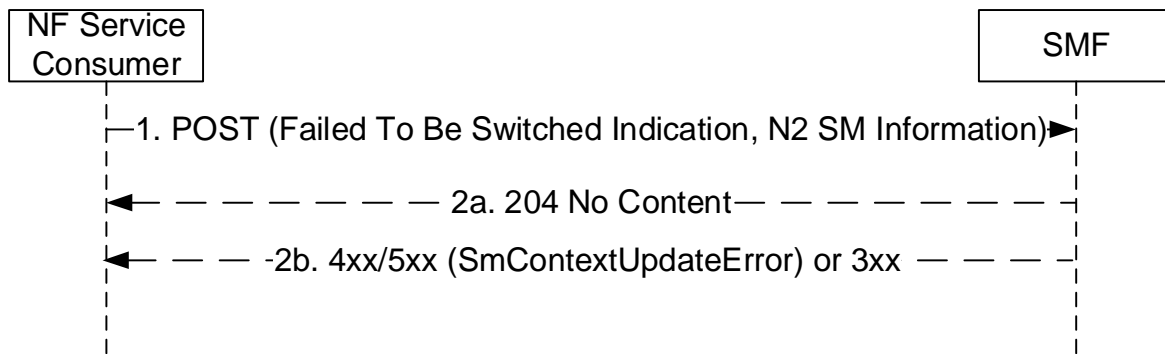 NF Service
Consumer
SMF
1. POST (Failed To Be Switched Indication, N2 SM Information)
2a. 204 No Content
2b. 4xx/5xx (SmContextUpdateError) or 3xx